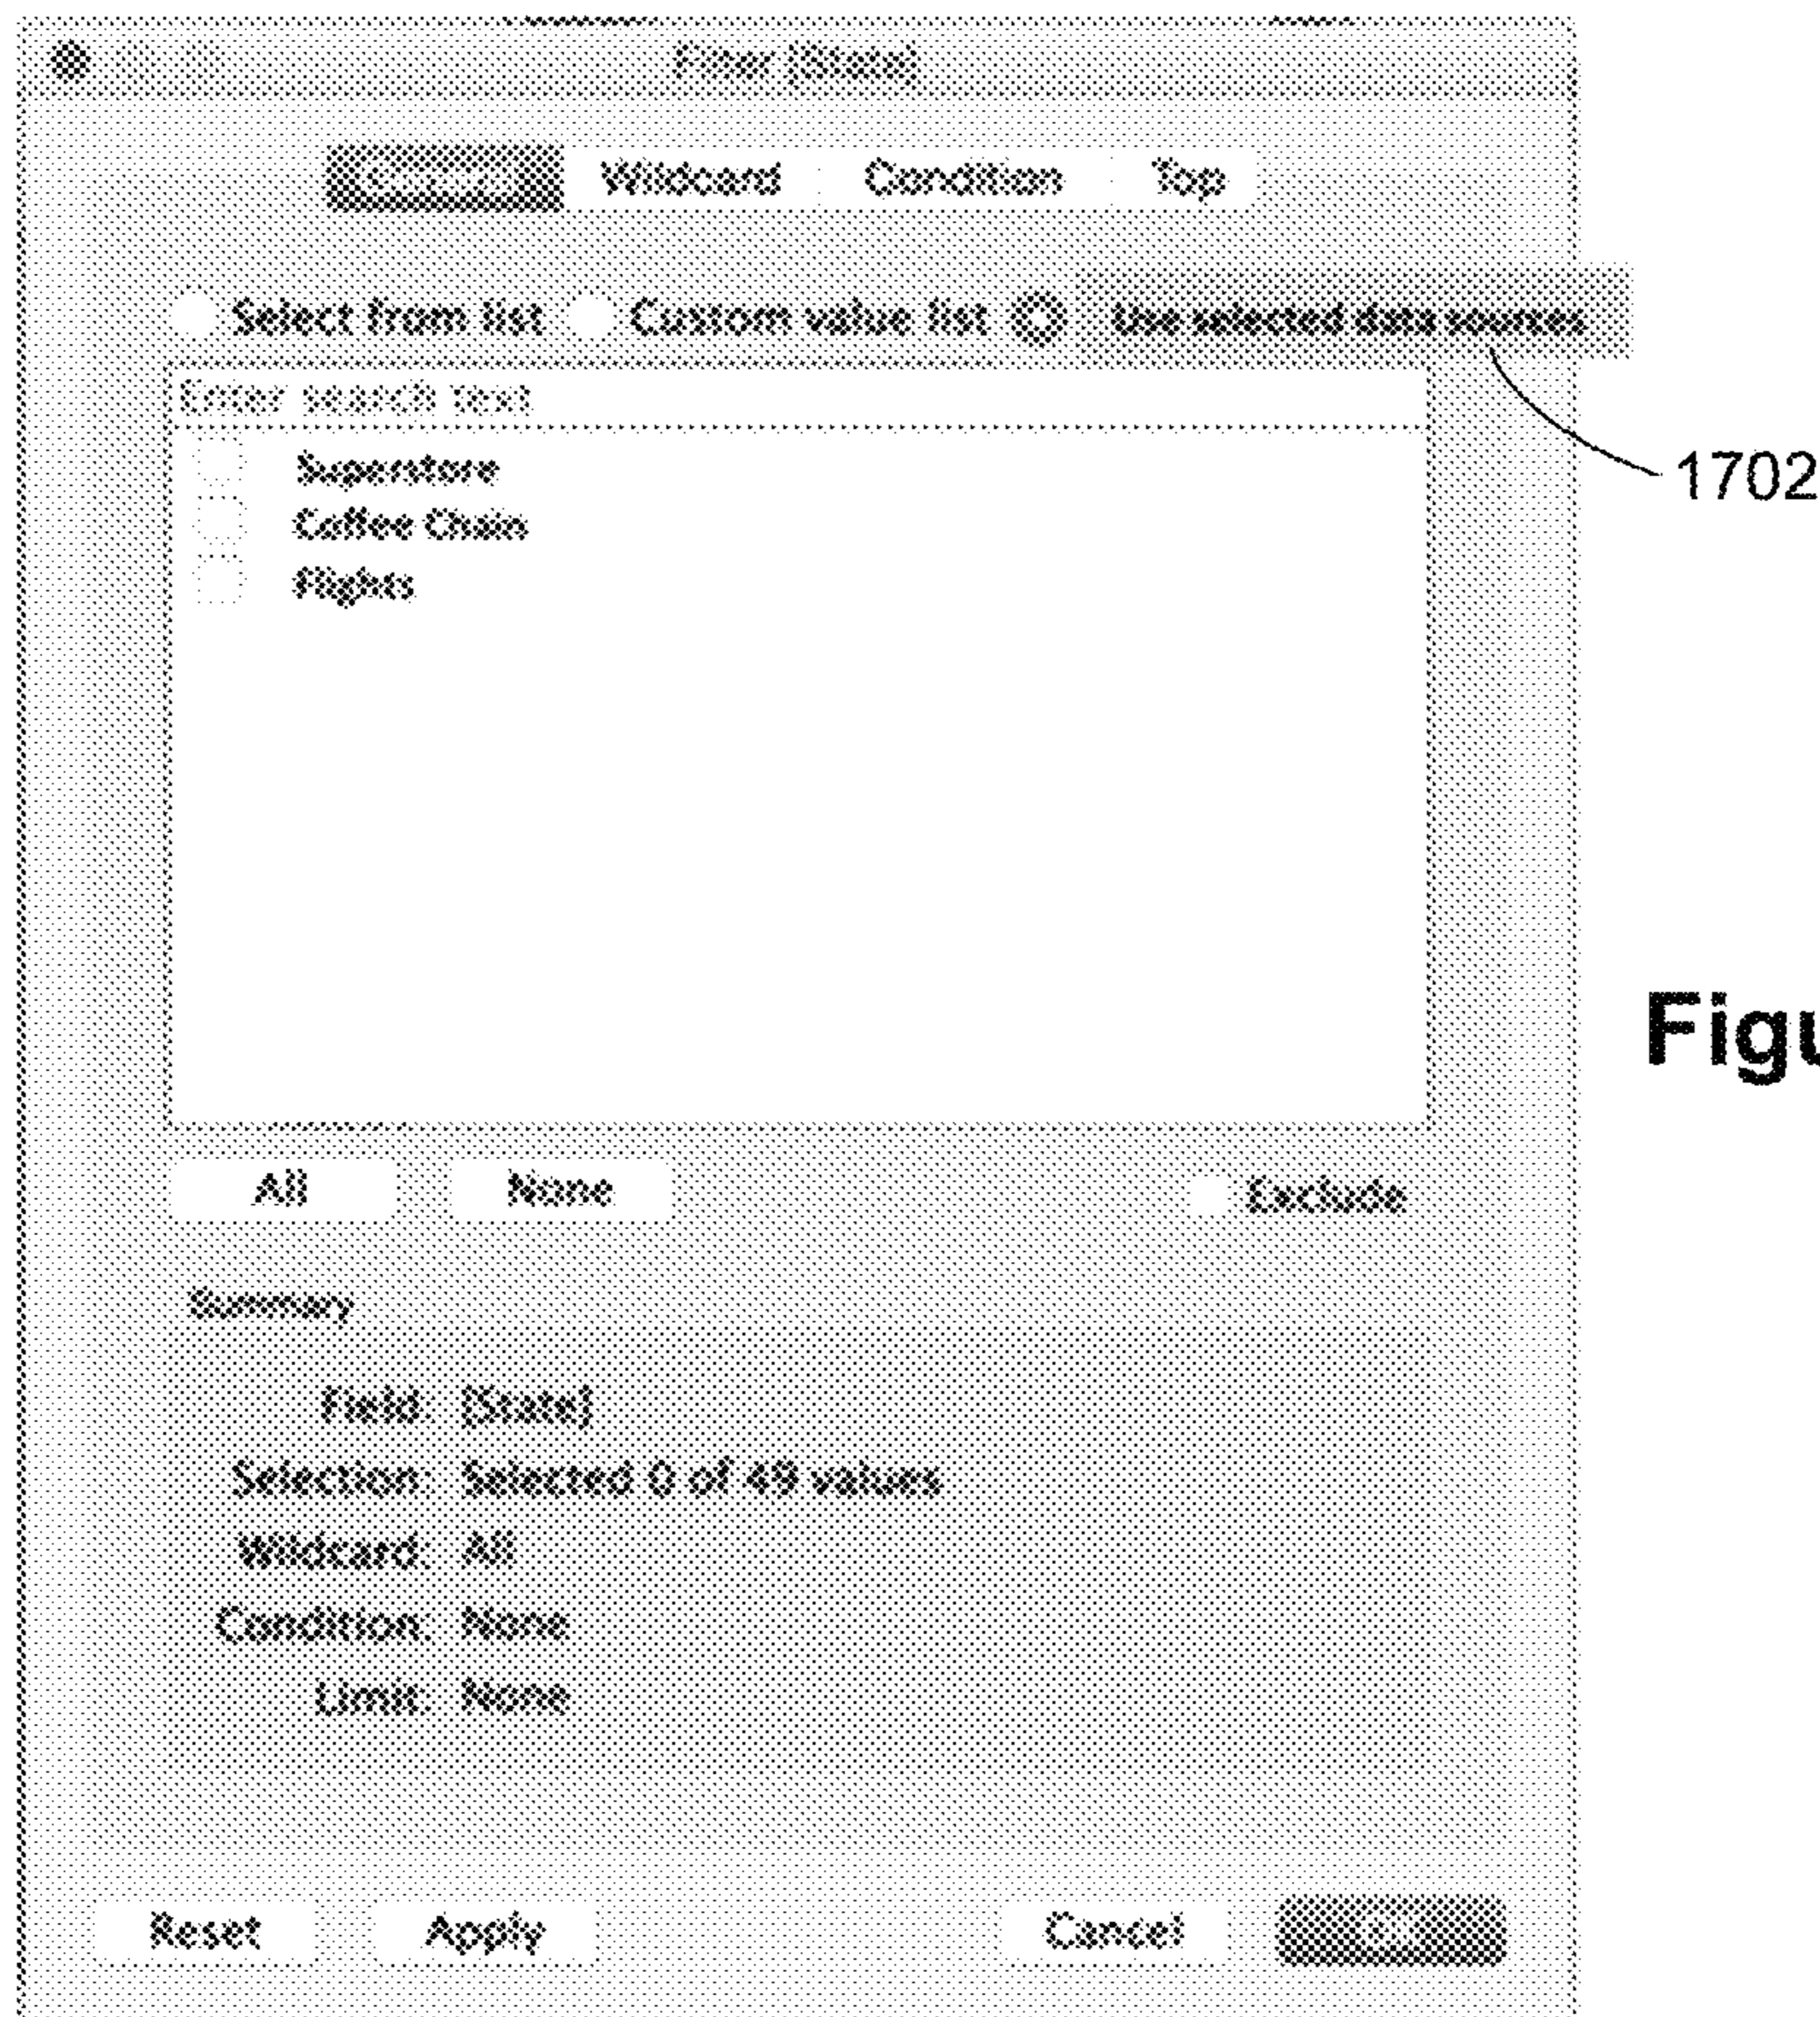 Filter [State]
General Wildcard Condition Top
Select from list Custom value list Use selected data sources
Enter search text
Superstore
Coffee Chain
Flights
1702
Figu
All None Exclude
Summary
Field: [State]
Selection: Selected 0 of 49 values
Wildcard: All
Condition: None
Limit: None
Reset Apply Cancel